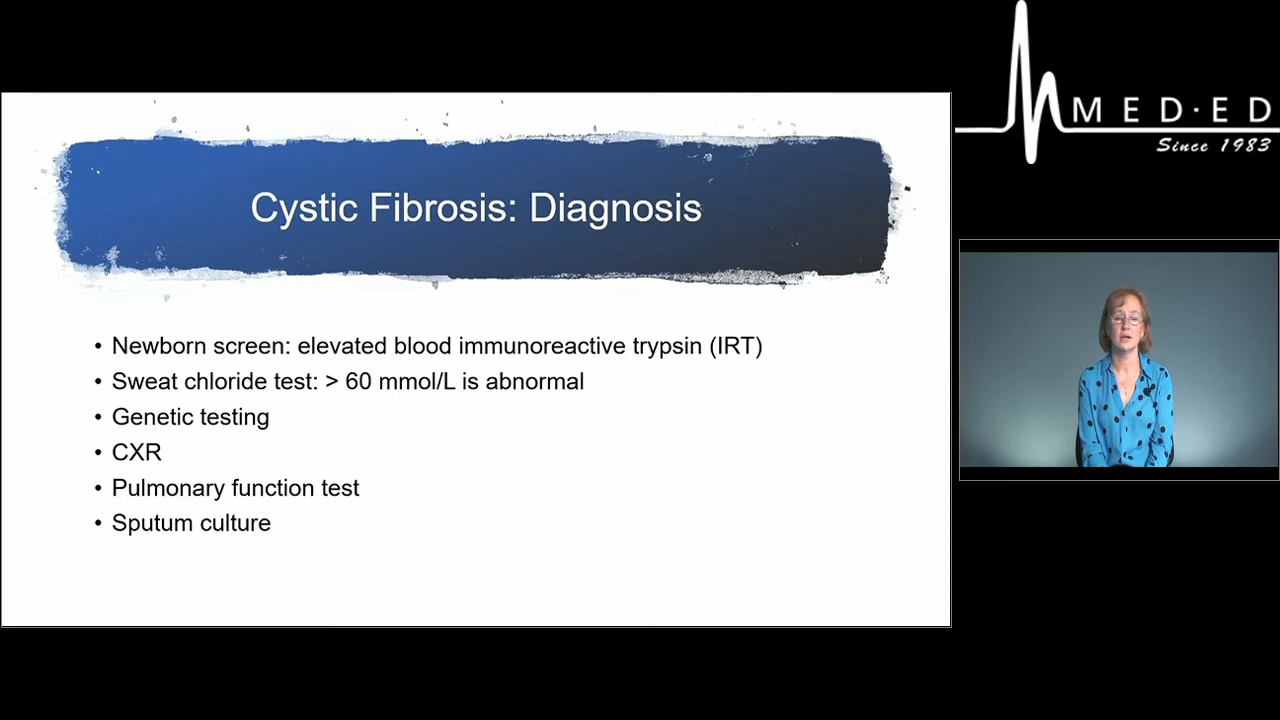 Cystic Fibrosis: Diagnosis
• Newborn screen: elevated blood immunoreactive trypsin (IRT)
• Sweat chloride test: > 60 mmol/L is abnormal
• Genetic testing
• CXR
• Pulmonary function test
• Sputum culture
MED·ED
Since 1983